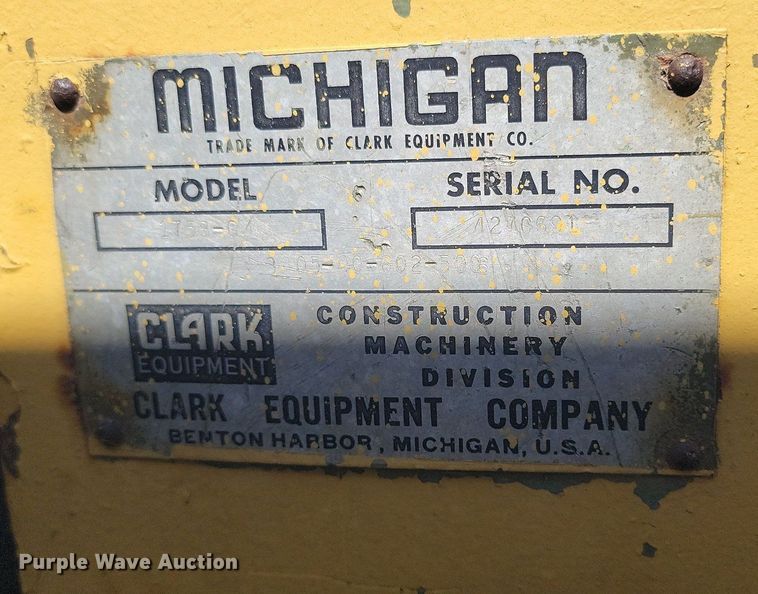 MICHIGAN
TRADE MARK OF CLARK EQUIPMENT CO.
MODEL 6 SERIAL NO.
CLARK EQUIPMENT
CONSTRUCTION
MACHINERY
DIVISION
CLARK EQUIPMENT COMPANY
BENTON HARBOR, MICHIGAN, U.S.A.
Purple Wave Auction